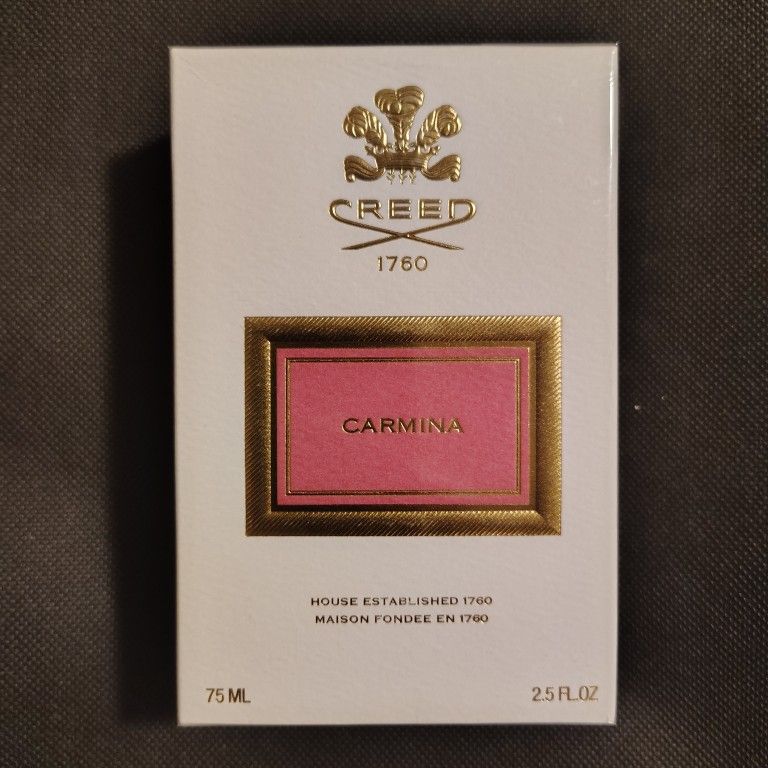 CREED
1760
CARMINA
HOUSE ESTABLISHED 1760
MAISON FONDEE EN 1760
75 ML 2.5 FL.OZ